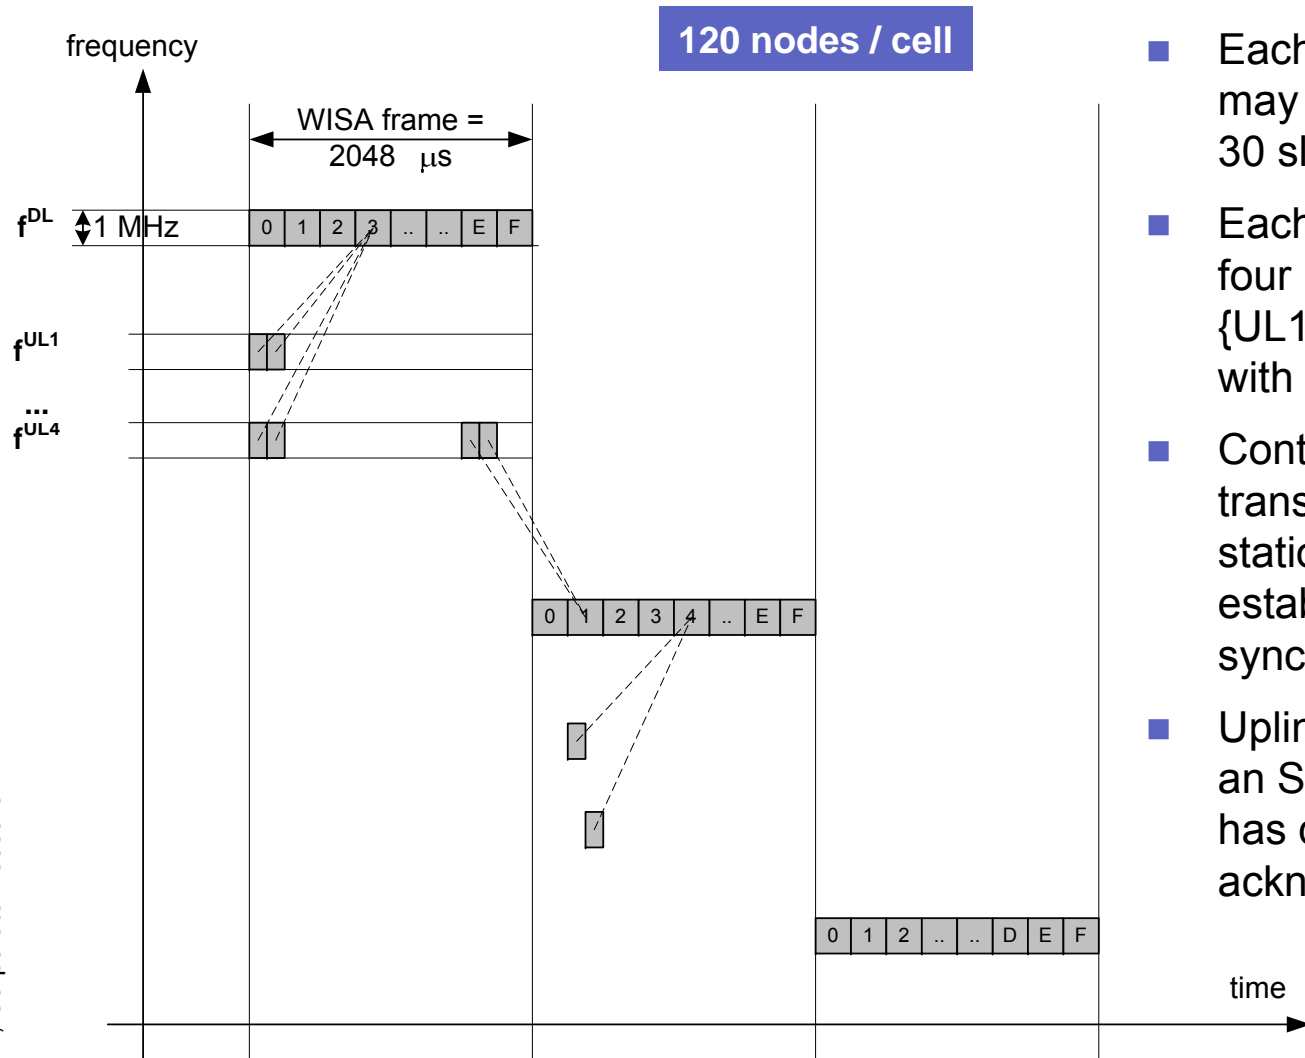 120 nodes / cell
frequency
WISA frame =
2048 μs
f^DL
1 MHz
0 1 2 3 .. .. E F
f^UL1
...
f^UL4
0 1 2 3 4 .. E F
0 1 2 .. .. D E F
time
Each
may
30 sl
Each
four
{UL1
with
Cont
trans
static
estab
sync
Uplin
an S
has c
ackn